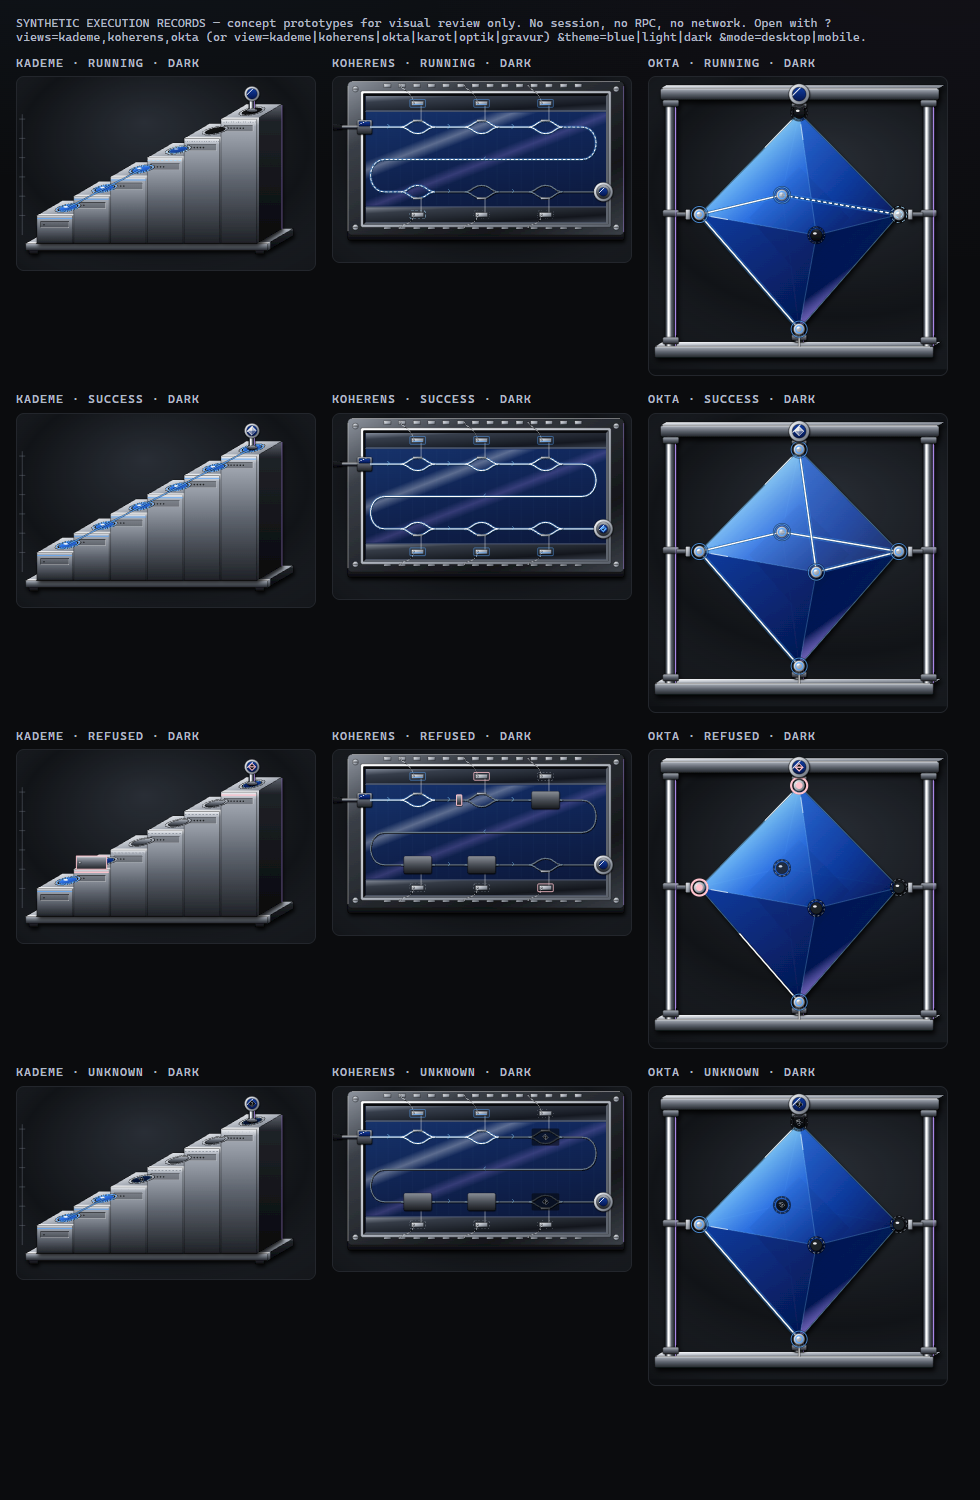 SYNTHETIC EXECUTION RECORDS — concept prototypes for visual review only. No session, no RPC, no network. Open with ?
views=kademe,koherens,okta (or view=kademe|koherens|okta|karot|optik|gravur) &theme=blue|light|dark &mode=desktop|mobile.
KADEME · RUNNING · DARK
KOHERENS · RUNNING · DARK
OKTA · RUNNING · DARK
KADEME · SUCCESS · DARK
KOHERENS · SUCCESS · DARK
OKTA · SUCCESS · DARK
KADEME · REFUSED · DARK
KOHERENS · REFUSED · DARK
OKTA · REFUSED · DARK
KADEME · UNKNOWN · DARK
KOHERENS · UNKNOWN · DARK
OKTA · UNKNOWN · DARK